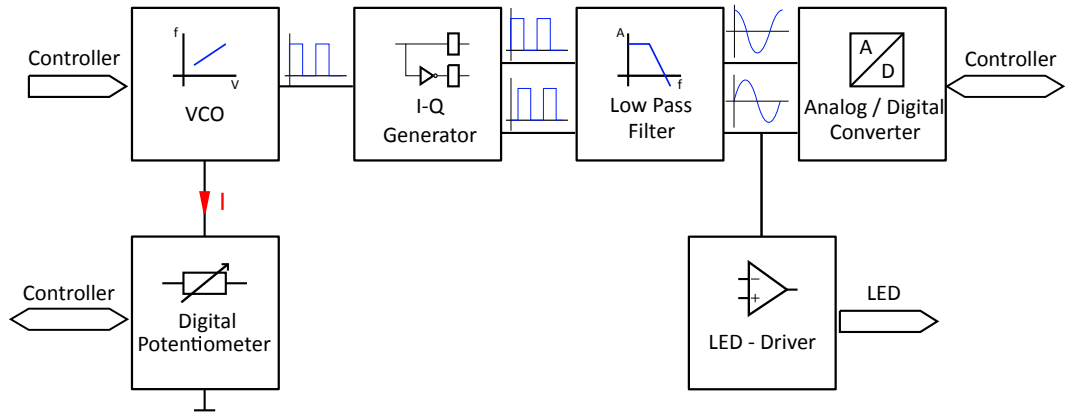 Controller
f
V
VCO
I-Q
Generator
A
f
Low Pass
Filter
A
D
Analog / Digital
Converter
Controller
I
Controller
Digital
Potentiometer
−
+
LED - Driver
LED